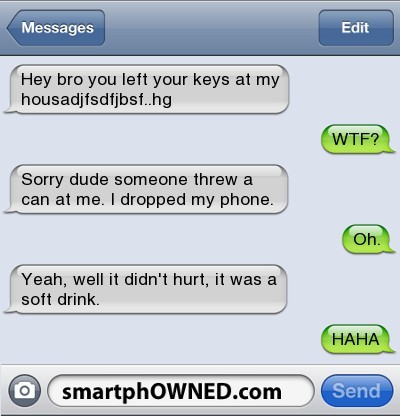 Messages
Edit
Hey bro you left your keys at my
housadjfsdfjbsf..hg
WTF?
Sorry dude someone threw a
can at me. I dropped my phone.
Oh.
Yeah, well it didn't hurt, it was a
soft drink.
HAHA
smartphOWNED.com
Send